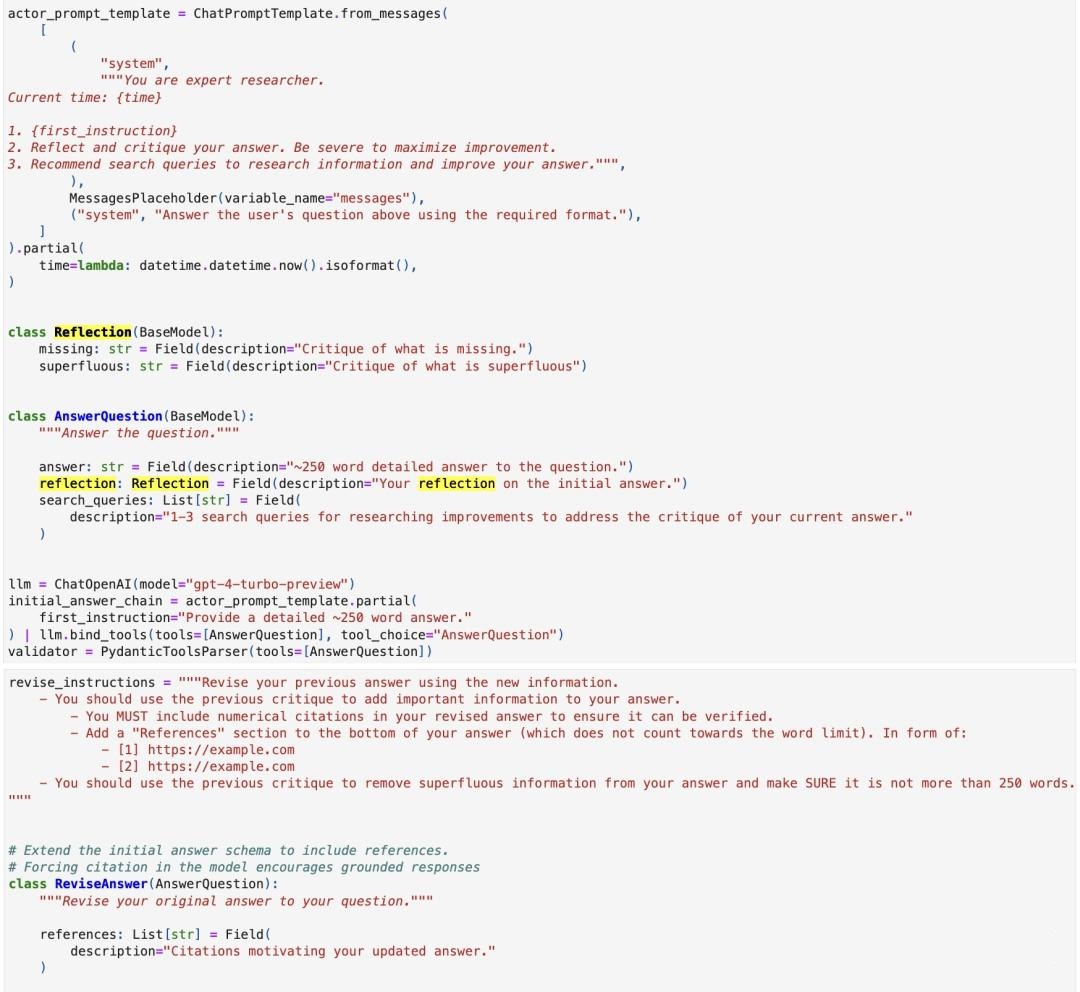 actor_prompt_template = ChatPromptTemplate.from_messages(
    [
        (
            "system",
            """You are expert researcher.
Current time: {time}

1. {first_instruction}
2. Reflect and critique your answer. Be severe to maximize improvement.
3. Recommend search queries to research information and improve your answer.""",
        ),
        MessagesPlaceholder(variable_name="messages"),
        ("system", "Answer the user's question above using the required format."),
    ]
).partial(
    time=lambda: datetime.datetime.now().isoformat(),
)


class Reflection(BaseModel):
    missing: str = Field(description="Critique of what is missing.")
    superfluous: str = Field(description="Critique of what is superfluous")


class AnswerQuestion(BaseModel):
    """Answer the question."""

    answer: str = Field(description="~250 word detailed answer to the question.")
    reflection: Reflection = Field(description="Your reflection on the initial answer.")
    search_queries: List[str] = Field(
        description="1-3 search queries for researching improvements to address the critique of your current answer."
    )


llm = ChatOpenAI(model="gpt-4-turbo-preview")
initial_answer_chain = actor_prompt_template.partial(
    first_instruction="Provide a detailed ~250 word answer."
) | llm.bind_tools(tools=[AnswerQuestion], tool_choice="AnswerQuestion")
validator = PydanticToolsParser(tools=[AnswerQuestion])

revise_instructions = """Revise your previous answer using the new information.
    - You should use the previous critique to add important information to your answer.
        - You MUST include numerical citations in your revised answer to ensure it can be verified.
        - Add a "References" section to the bottom of your answer (which does not count towards the word limit). In form of:
            - [1] https://example.com
            - [2] https://example.com
    - You should use the previous critique to remove superfluous information from your answer and make SURE it is not more than 250 words.
"""


# Extend the initial answer schema to include references.
# Forcing citation in the model encourages grounded responses
class ReviseAnswer(AnswerQuestion):
    """Revise your original answer to your question."""

    references: List[str] = Field(
        description="Citations motivating your updated answer."
    )